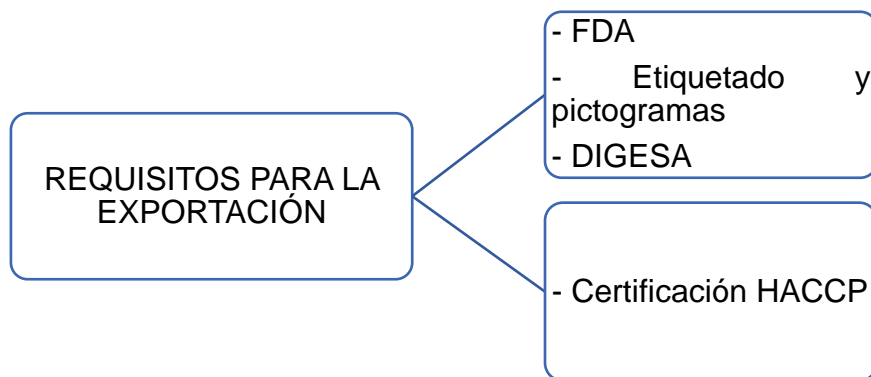 - FDA
- Etiquetado y
pictogramas
- DIGESA
REQUISITOS PARA LA
EXPORTACIÓN
- Certificación HACCP